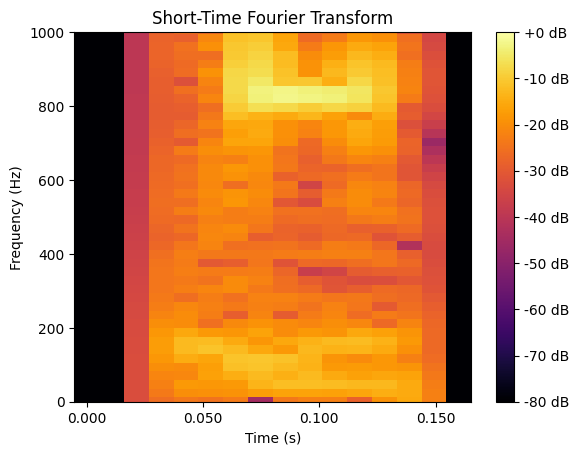 Short-Time Fourier Transform
1000
800
600
400
200
0
Frequency (Hz)
0.000
0.050
0.100
0.150
Time (s)
+0 dB
-10 dB
-20 dB
-30 dB
-40 dB
-50 dB
-60 dB
-70 dB
-80 dB